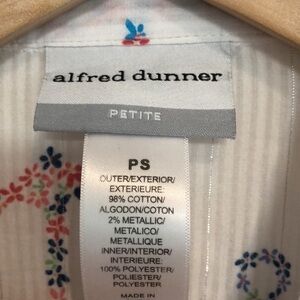 alfred dunner
PETITE
PS
OUTER/EXTERIOR/
EXTERIEURE:
98% COTTON/
ALGODON/COTON
2% METALLIC/
METALICO/
METALLIQUE
INNER/INTERIOR/
INTERIEURE:
100% POLYESTER/
POLIESTER/
POLYESTER
MADE IN